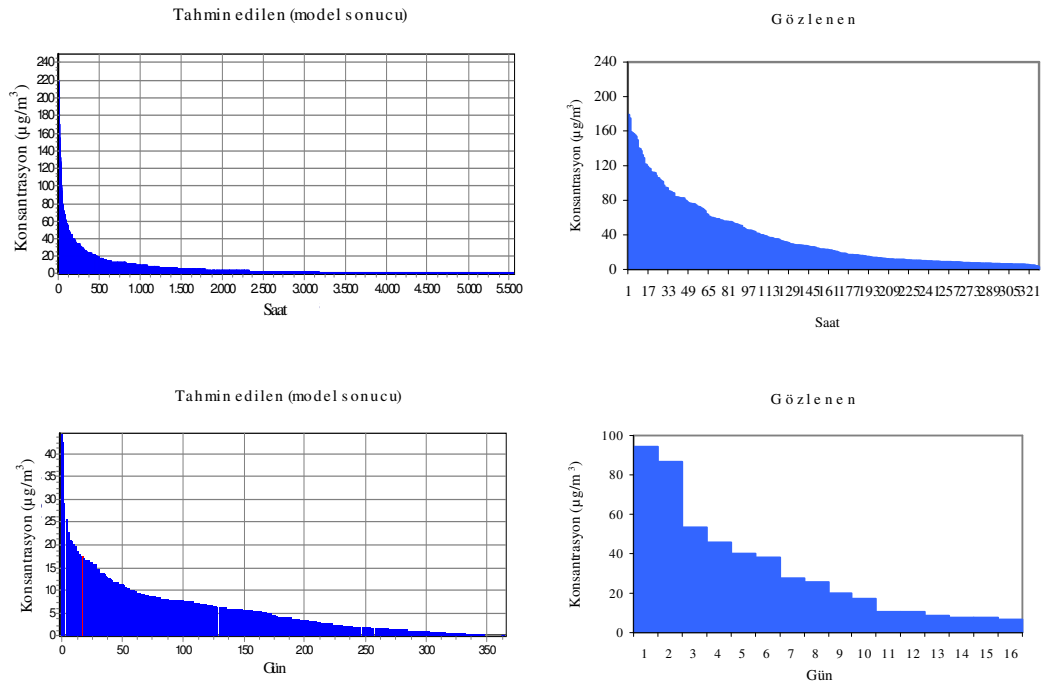 Tahmin edilen (model sonucu)
Konsantrasyon (µg/m³)
240
220
200
180
160
140
120
100
80
60
40
20
0
0 500 1.000 1.500 2.000 2.500 3.000 3.500 4.000 4.500 5.000 5.500
Saat
Gözlenen
Konsantrasyon (µg/m³)
240
200
160
120
80
40
0
1 17 33 49 65 81 97 113 129 145 161 177 193 209 225 241 257 273 289 305 321
Saat
Tahmin edilen (model sonucu)
Konsantrasyon (µg/m³)
40
35
30
25
20
15
10
5
0
0 50 100 150 200 250 300 350
Gün
Gözlenen
Konsantrasyon (µg/m³)
100
80
60
40
20
0
1 2 3 4 5 6 7 8 9 10 11 12 13 14 15 16
Gün